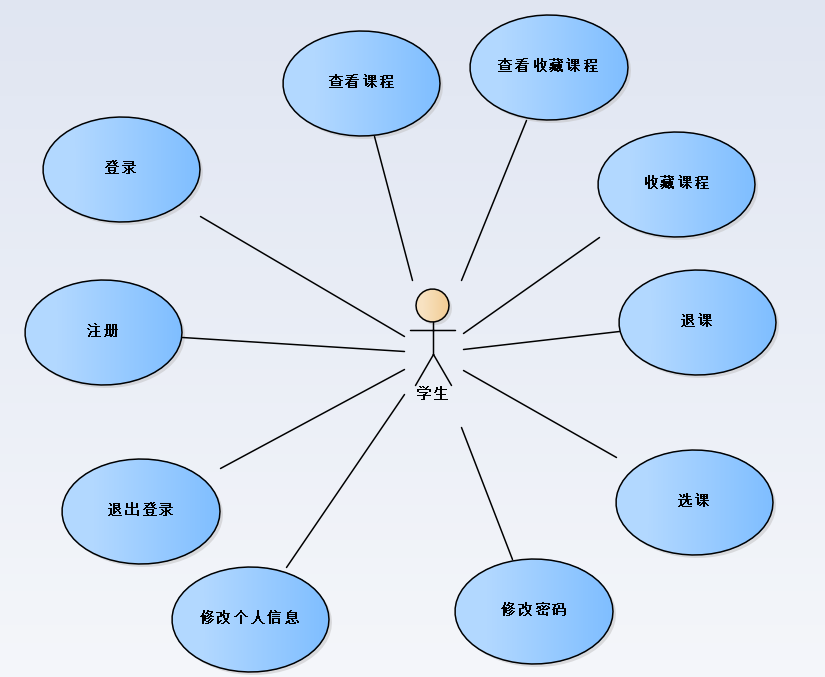 查看收藏课程
查看课程
登录
收藏课程
注册
退课
学生
选课
退出登录
修改密码
修改个人信息